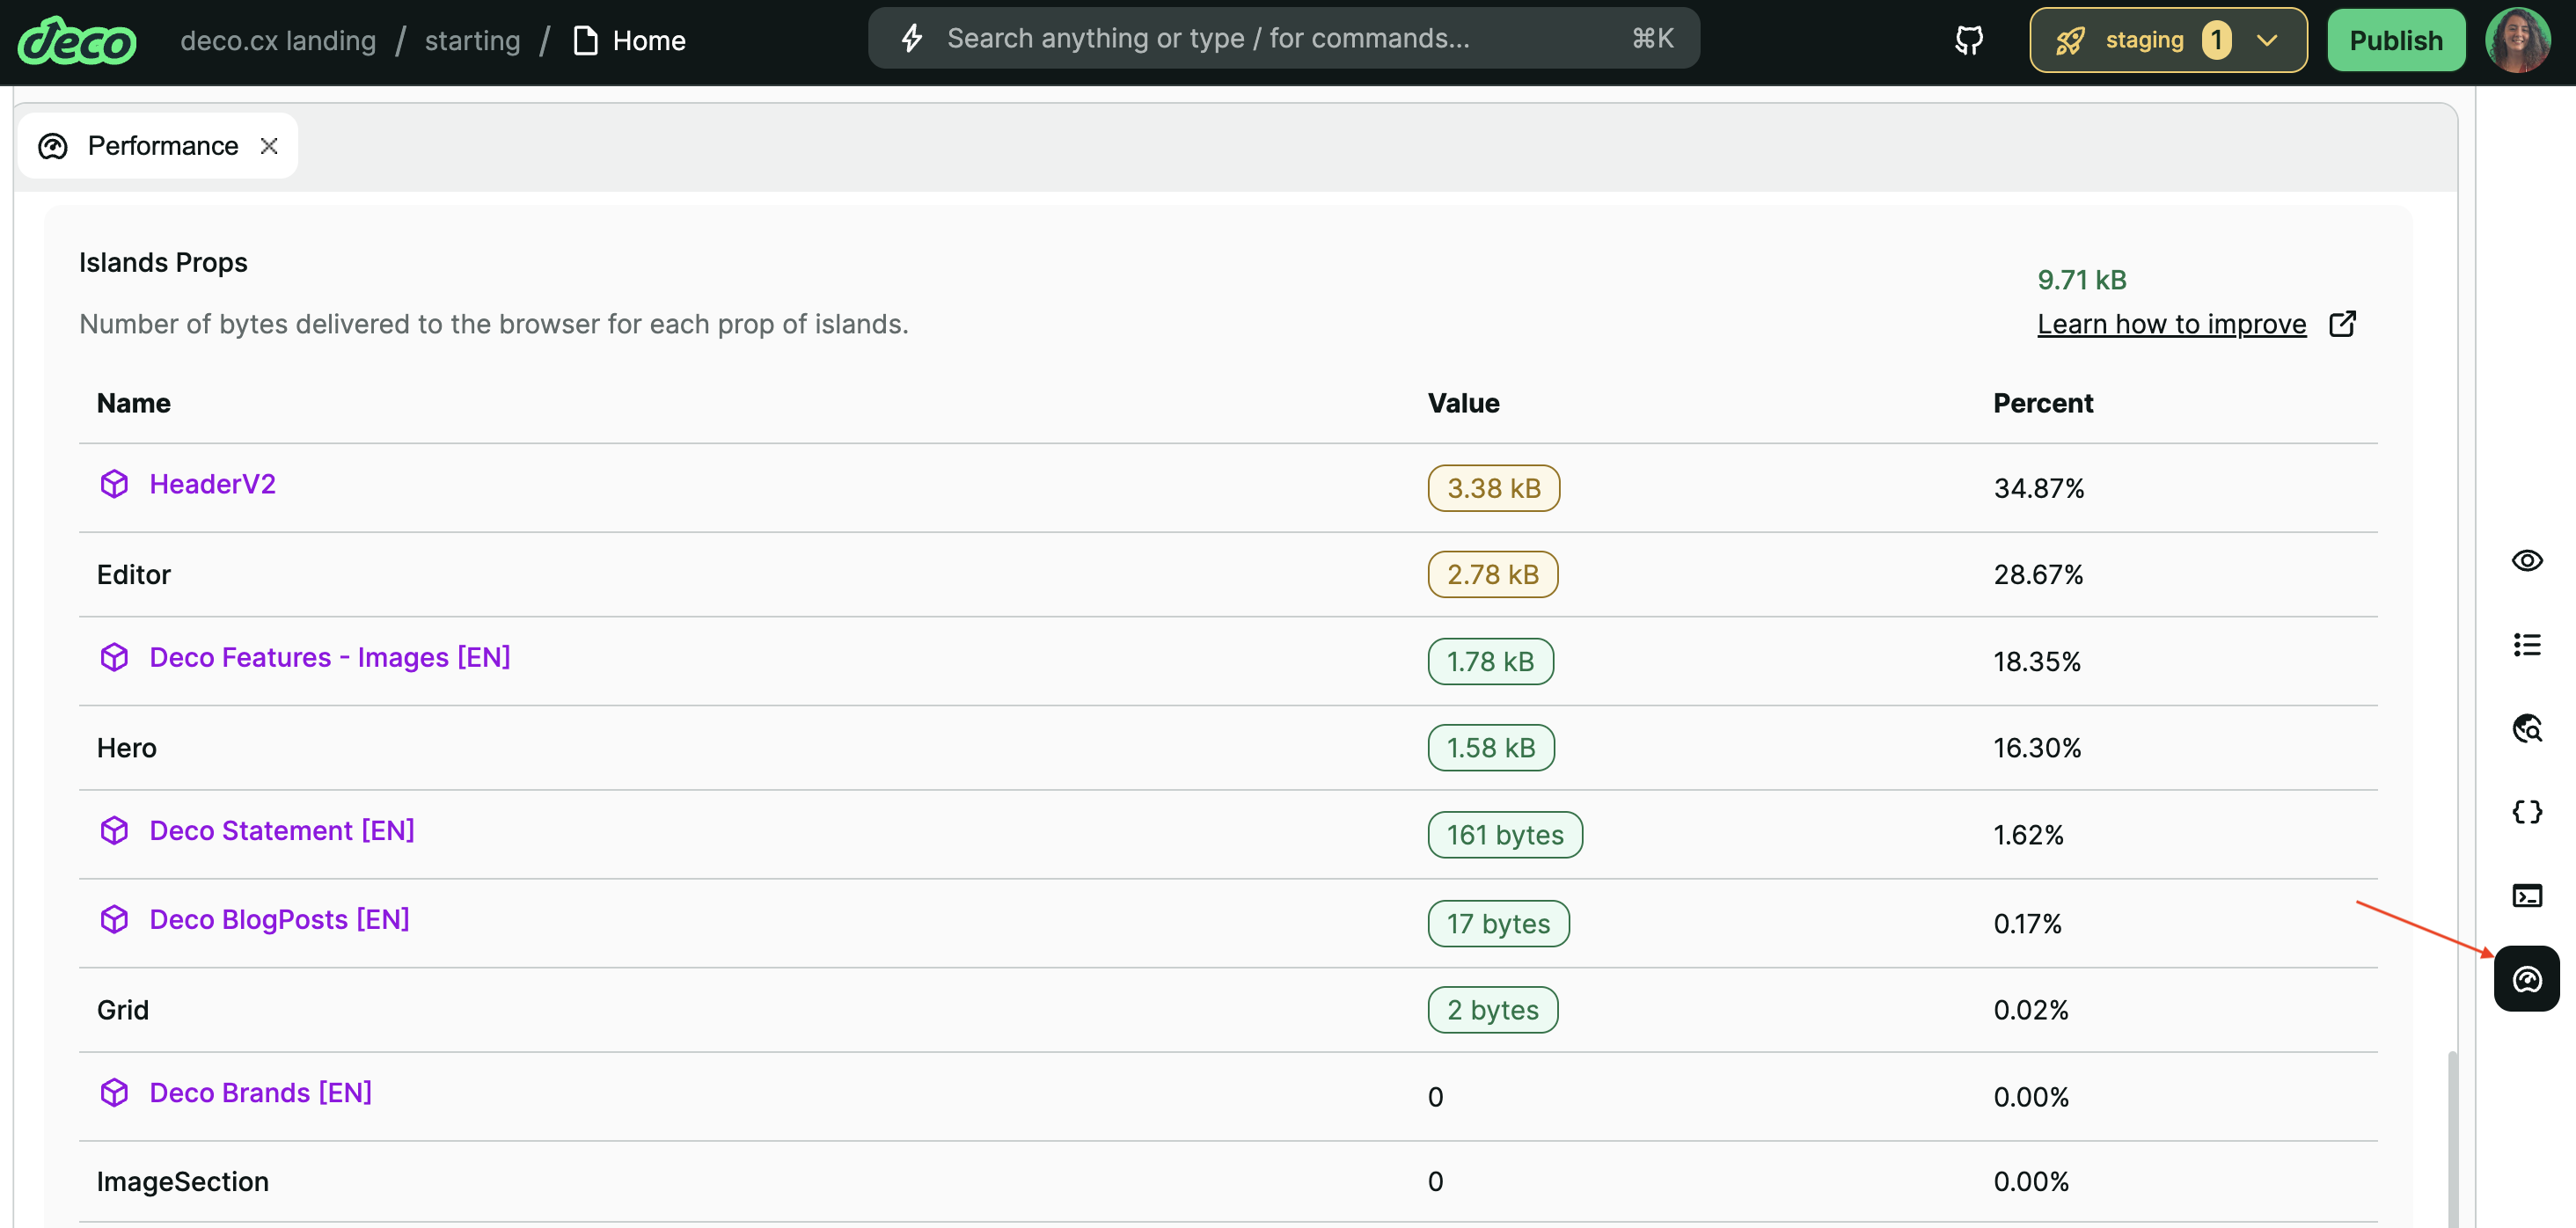 deco deco.cx landing / starting / Home Search anything or type / for commands... ⌘K staging 1 Publish
Performance
Islands Props
9.71 kB
Number of bytes delivered to the browser for each prop of islands. Learn how to improve
Name Value Percent
HeaderV2 3.38 kB 34.87%
Editor 2.78 kB 28.67%
Deco Features - Images [EN] 1.78 kB 18.35%
Hero 1.58 kB 16.30%
Deco Statement [EN] 161 bytes 1.62%
Deco BlogPosts [EN] 17 bytes 0.17%
Grid 2 bytes 0.02%
Deco Brands [EN] 0 0.00%
ImageSection 0 0.00%